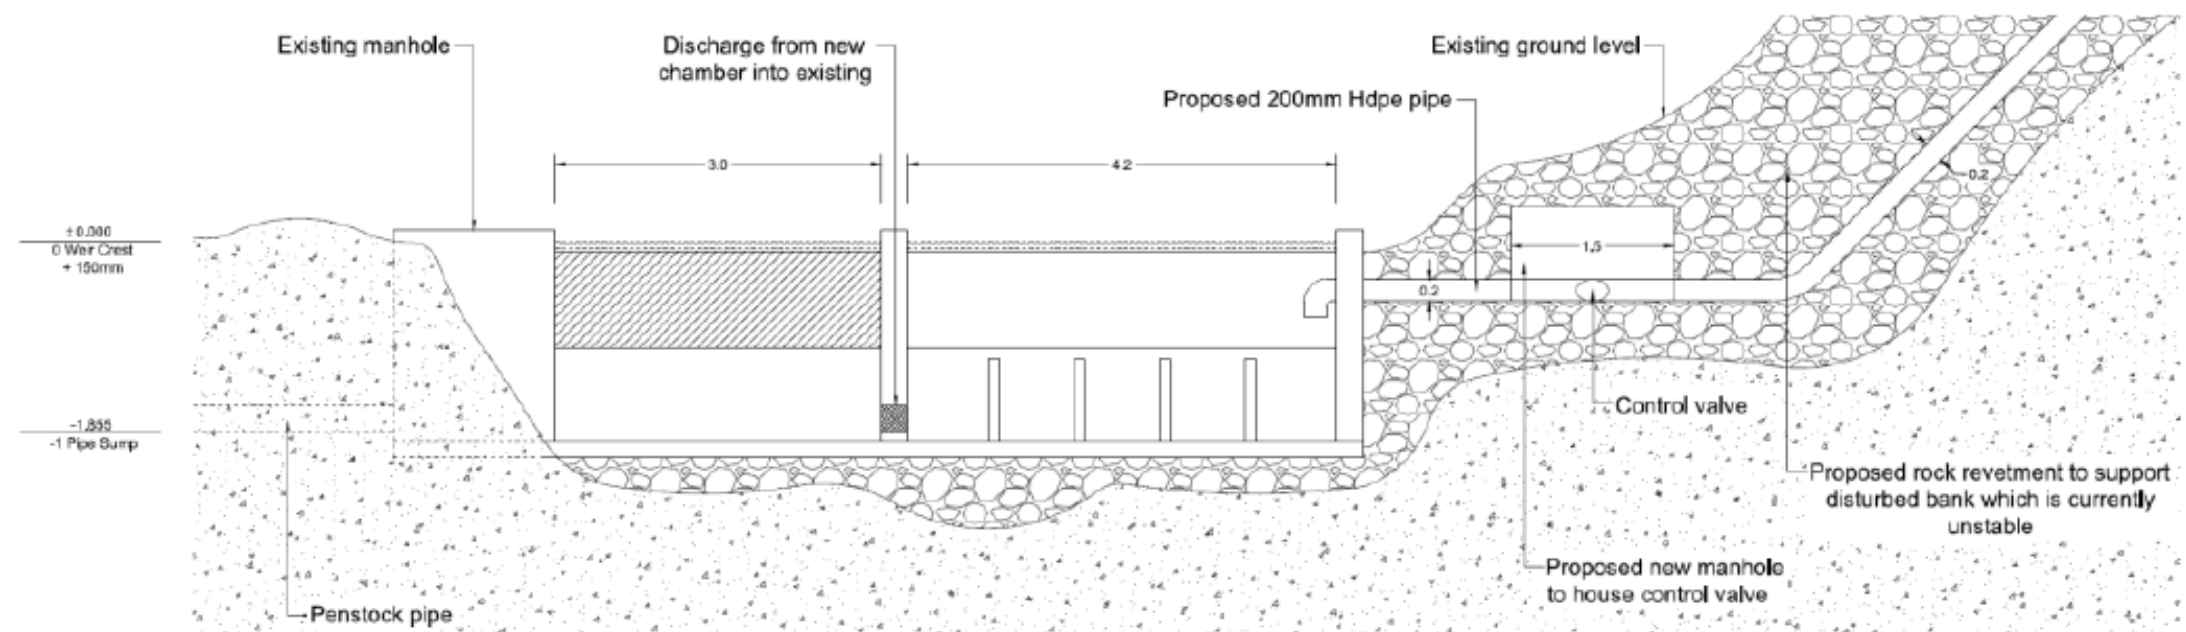 Existing manhole
Discharge from new
chamber into existing
Existing ground level
Proposed 200mm Hdpe pipe
3.0
4.2
0.2
±0.000
0 Weir Crest
+ 150mm
1.5
0.2
Control valve
-1 Pipe Sump
Proposed rock revetment to support
disturbed bank which is currently
unstable
Proposed new manhole
to house control valve
Penstock pipe